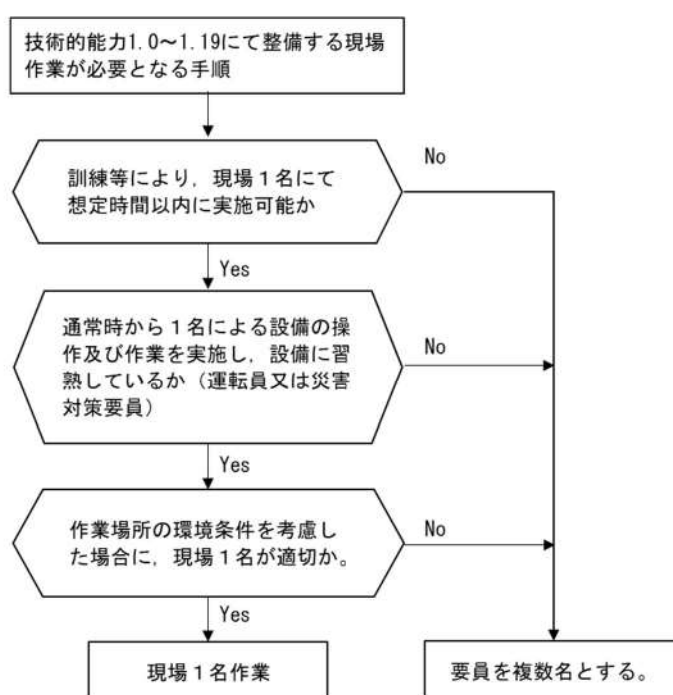 技術的能力1.0～1.19にて整備する現場
作業が必要となる手順
No
訓練等により，現場１名にて
想定時間以内に実施可能か
Yes
通常時から１名による設備の操
作及び作業を実施し，設備に習
熟しているか（運転員又は災害
対策要員）
No
Yes
作業場所の環境条件を考慮し
た場合に，現場１名が適切か。
No
Yes
現場１名作業
要員を複数名とする。